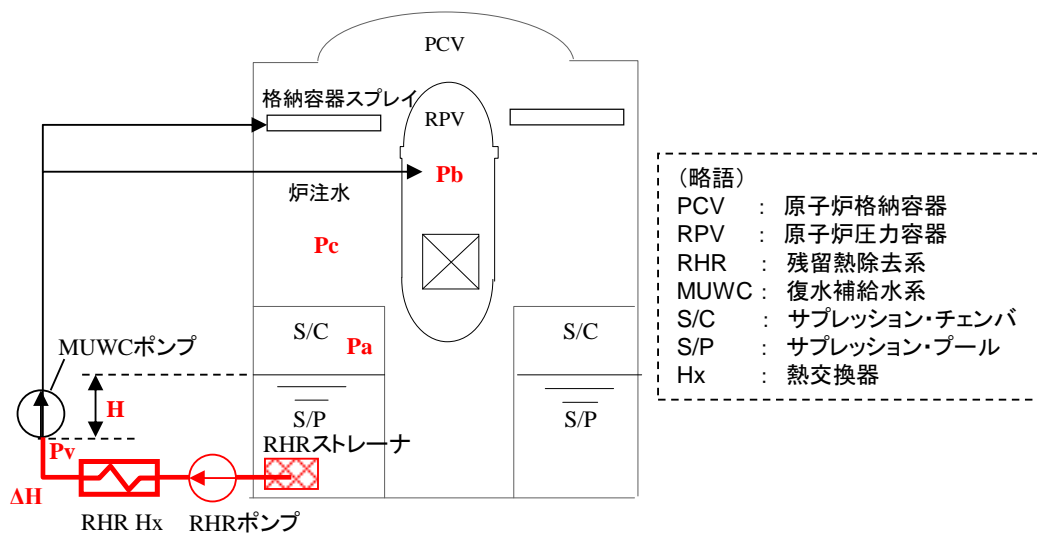 PCV
格納容器スプレイ
RPV
Pb
炉注水
Pc
S/C
Pa
S/C
MUWCポンプ
H
S/P
S/P
RHRストレーナ
Pv
ΔH
RHR Hx
RHRポンプ
（略語）
PCV : 原子炉格納容器
RPV : 原子炉圧力容器
RHR : 残留熱除去系
MUWC : 復水補給水系
S/C : サプレッション・チェンバ
S/P : サプレッション・プール
Hx : 熱交換器